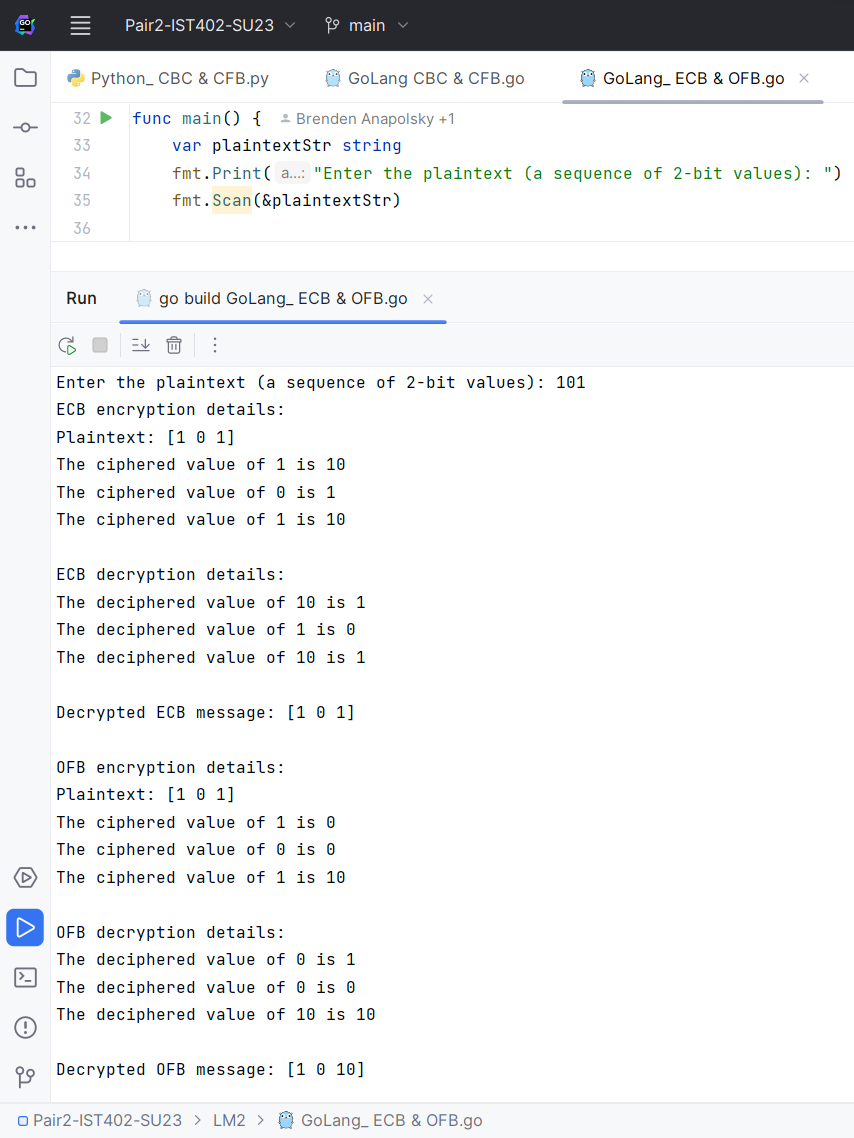 GO
Pair2-IST402-SU23 main
Python_ CBC & CFB.py GoLang CBC & CFB.go GoLang_ ECB & OFB.go
32 func main() { Brenden Anapolsky +1
33 var plaintextStr string
34 fmt.Print( a...: "Enter the plaintext (a sequence of 2-bit values): ")
35 fmt.Scan(&plaintextStr)
36
Run go build GoLang_ ECB & OFB.go
Enter the plaintext (a sequence of 2-bit values): 101
ECB encryption details:
Plaintext: [1 0 1]
The ciphered value of 1 is 10
The ciphered value of 0 is 1
The ciphered value of 1 is 10
ECB decryption details:
The deciphered value of 10 is 1
The deciphered value of 1 is 0
The deciphered value of 10 is 1
Decrypted ECB message: [1 0 1]
OFB encryption details:
Plaintext: [1 0 1]
The ciphered value of 1 is 0
The ciphered value of 0 is 0
The ciphered value of 1 is 10
OFB decryption details:
The deciphered value of 0 is 1
The deciphered value of 0 is 0
The deciphered value of 10 is 10
Decrypted OFB message: [1 0 10]
Pair2-IST402-SU23 > LM2 > GoLang_ ECB & OFB.go